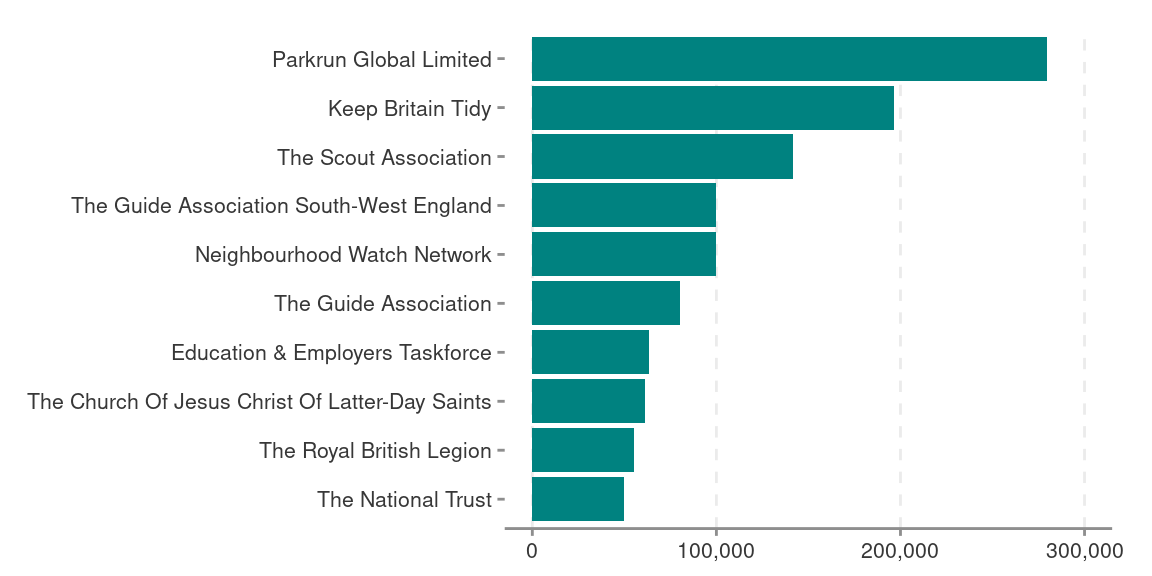 Parkrun Global Limited
Keep Britain Tidy
The Scout Association
The Guide Association South-West England
Neighbourhood Watch Network
The Guide Association
Education & Employers Taskforce
The Church Of Jesus Christ Of Latter-Day Saints
The Royal British Legion
The National Trust
0 100,000 200,000 300,000